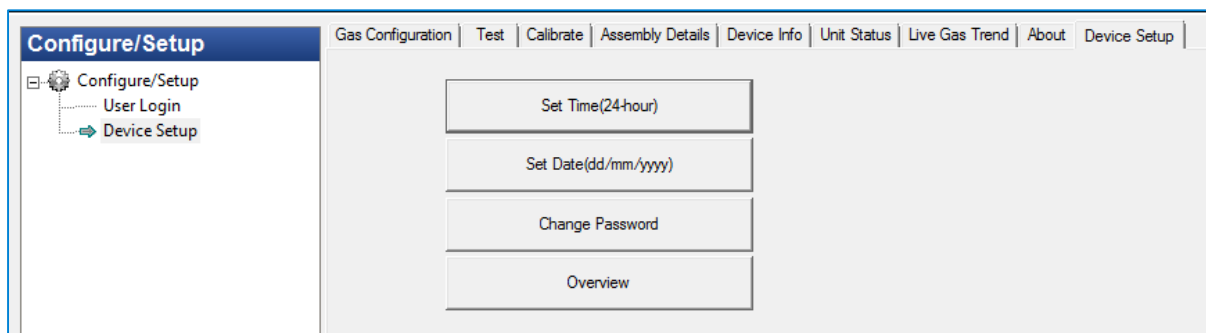 Configure/Setup
Configure/Setup
User Login
Device Setup
Gas Configuration Test Calibrate Assembly Details Device Info Unit Status Live Gas Trend About Device Setup
Set Time(24-hour)
Set Date(dd/mm/yyyy)
Change Password
Overview